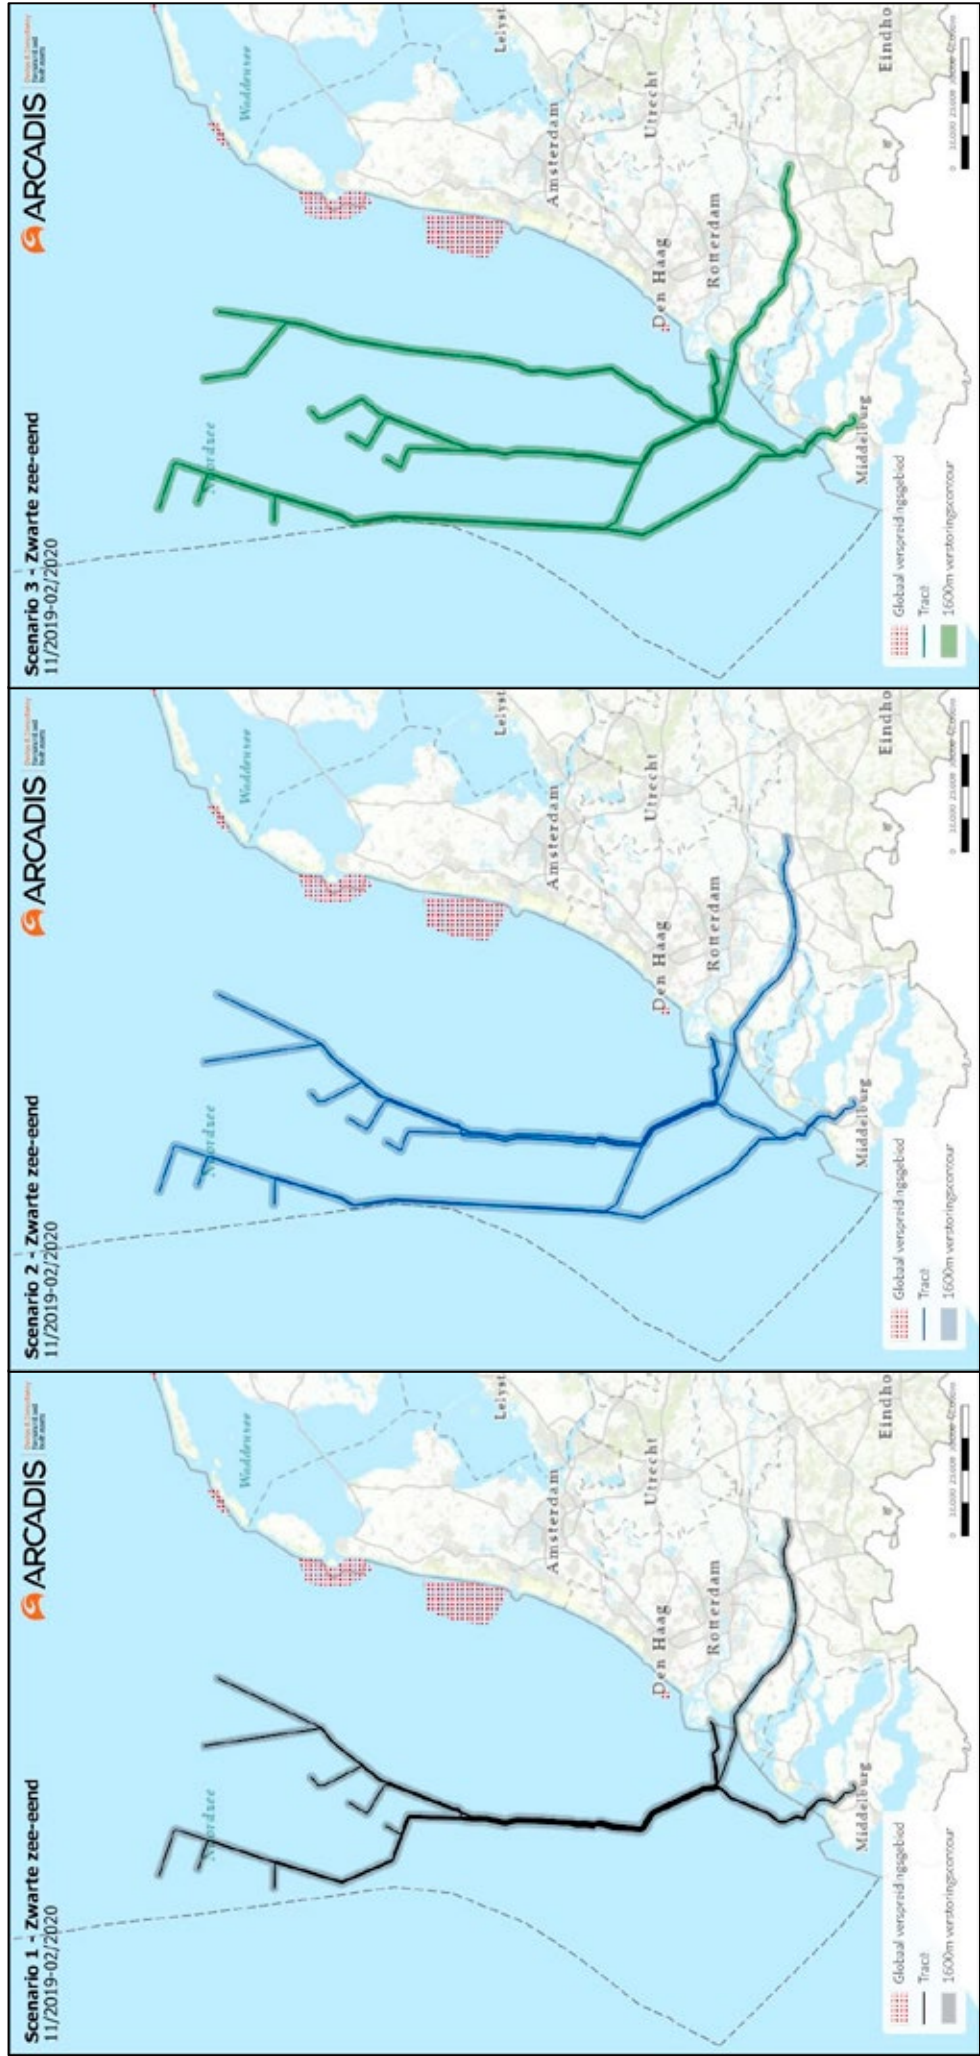 Scenario 1 - Zwarte zee-eend
11/2019-02/2020
ARCADIS
Noordzee
Waddenzee
Lelyst
Amsterdam
Utrecht
Den Haag
Rotterdam
Middelburg
Eindho
Globaal verspreidingsgebied
Tracé
1600m verstoringscontour
Scenario 2 - Zwarte zee-eend
11/2019-02/2020
ARCADIS
Noordzee
Waddenzee
Lelyst
Amsterdam
Utrecht
Den Haag
Rotterdam
Middelburg
Eindho
Globaal verspreidingsgebied
Tracé
1600m verstoringscontour
Scenario 3 - Zwarte zee-eend
11/2019-02/2020
ARCADIS
Noordzee
Waddenzee
Lelyst
Amsterdam
Utrecht
Den Haag
Rotterdam
Middelburg
Eindho
Globaal verspreidingsgebied
Tracé
1600m verstoringscontour